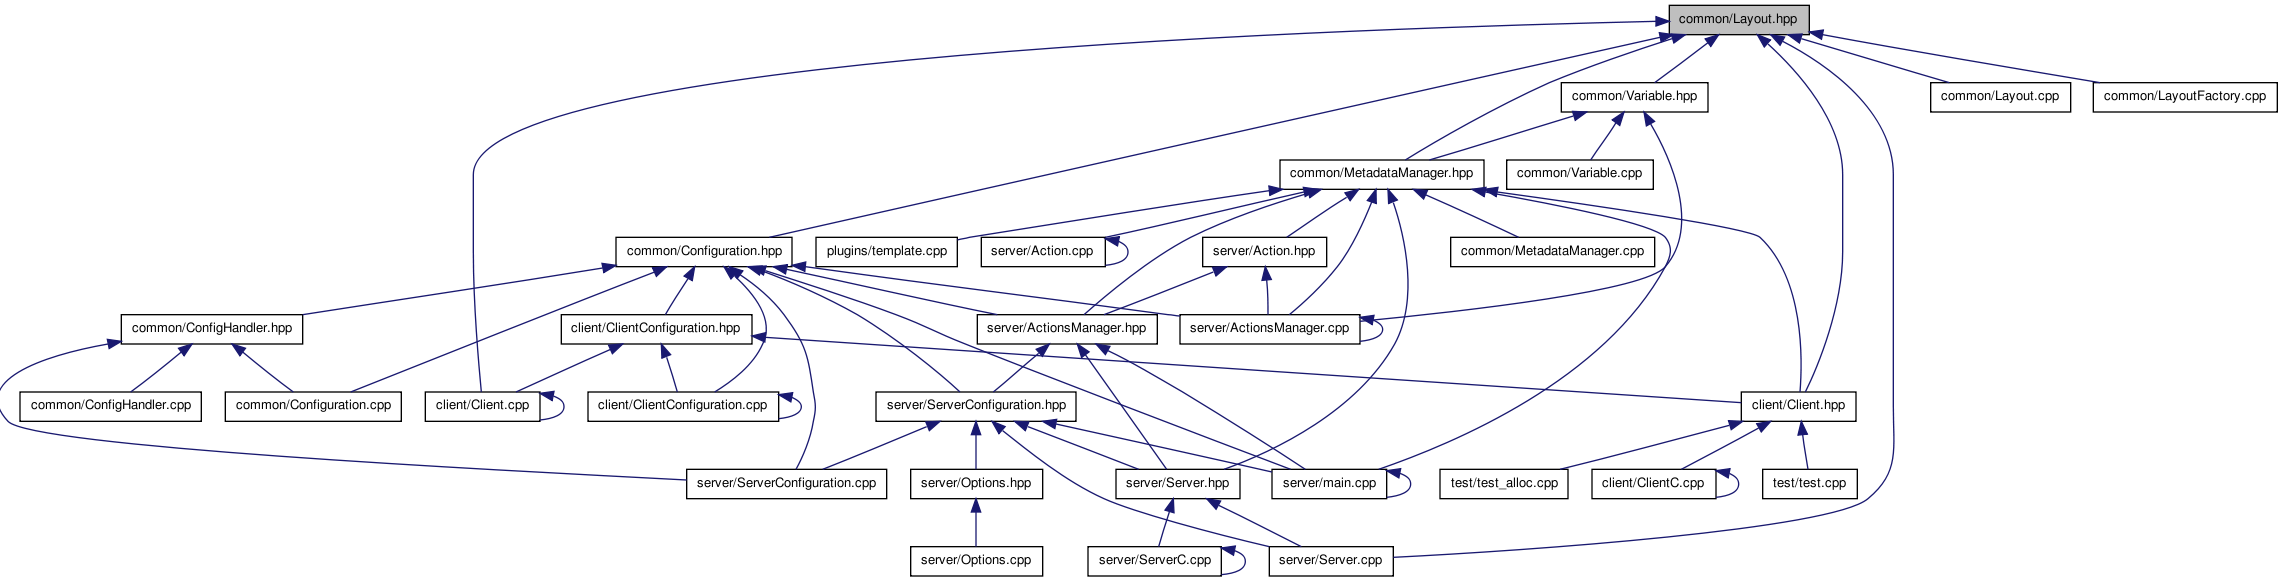 common/Layout.hpp
common/Variable.hpp
common/Layout.cpp
common/LayoutFactory.cpp
common/MetadataManager.hpp
common/Variable.cpp
common/Configuration.hpp
plugins/template.cpp
server/Action.cpp
server/Action.hpp
common/MetadataManager.cpp
common/ConfigHandler.hpp
client/ClientConfiguration.hpp
server/ActionsManager.hpp
server/ActionsManager.cpp
common/ConfigHandler.cpp
common/Configuration.cpp
client/Client.cpp
client/ClientConfiguration.cpp
server/ServerConfiguration.hpp
client/Client.hpp
server/ServerConfiguration.cpp
server/Options.hpp
server/Server.hpp
server/main.cpp
test/test_alloc.cpp
client/ClientC.cpp
test/test.cpp
server/Options.cpp
server/ServerC.cpp
server/Server.cpp